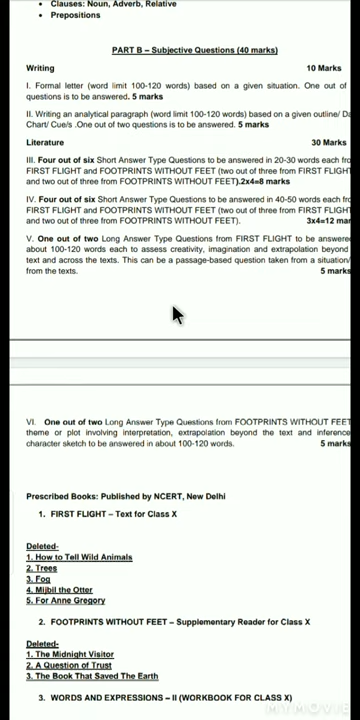 • Clauses: Noun, Adverb, Relative
• Prepositions
PART B – Subjective Questions (40 marks)
Writing 10 Marks
I. Formal letter (word limit 100-120 words) based on a given situation. One out of
questions is to be answered. 5 marks
II. Writing an analytical paragraph (word limit 100-120 words) based on a given outline/ Da
Chart/ Cue/s .One out of two questions is to be answered. 5 marks
Literature 30 Marks
III. Four out of six Short Answer Type Questions to be answered in 20-30 words each fro
FIRST FLIGHT and FOOTPRINTS WITHOUT FEET (two out of three from FIRST FLIGHT
and two out of three from FOOTPRINTS WITHOUT FEET).2x4=8 marks
IV. Four out of six Short Answer Type Questions to be answered in 40-50 words each fr
FIRST FLIGHT and FOOTPRINTS WITHOUT FEET (two out of three from FIRST FLIGHT
and two out of three from FOOTPRINTS WITHOUT FEET). 3x4=12 mar
V. One out of two Long Answer Type Questions from FIRST FLIGHT to be answere
about 100-120 words each to assess creativity, imagination and extrapolation beyond
text and across the texts. This can be a passage-based question taken from a situation/
from the texts. 5 marks
VI. One out of two Long Answer Type Questions from FOOTPRINTS WITHOUT FEET
theme or plot involving interpretation, extrapolation beyond the text and inference
character sketch to be answered in about 100-120 words. 5 marks
Prescribed Books: Published by NCERT, New Delhi
1. FIRST FLIGHT – Text for Class X
Deleted-
1. How to Tell Wild Animals
2. Trees
3. Fog
4. Mijbil the Otter
5. For Anne Gregory
2. FOOTPRINTS WITHOUT FEET – Supplementary Reader for Class X
Deleted-
1. The Midnight Visitor
2. A Question of Trust
3. The Book That Saved The Earth
3. WORDS AND EXPRESSIONS – II (WORKBOOK FOR CLASS X)
MYMOVIE